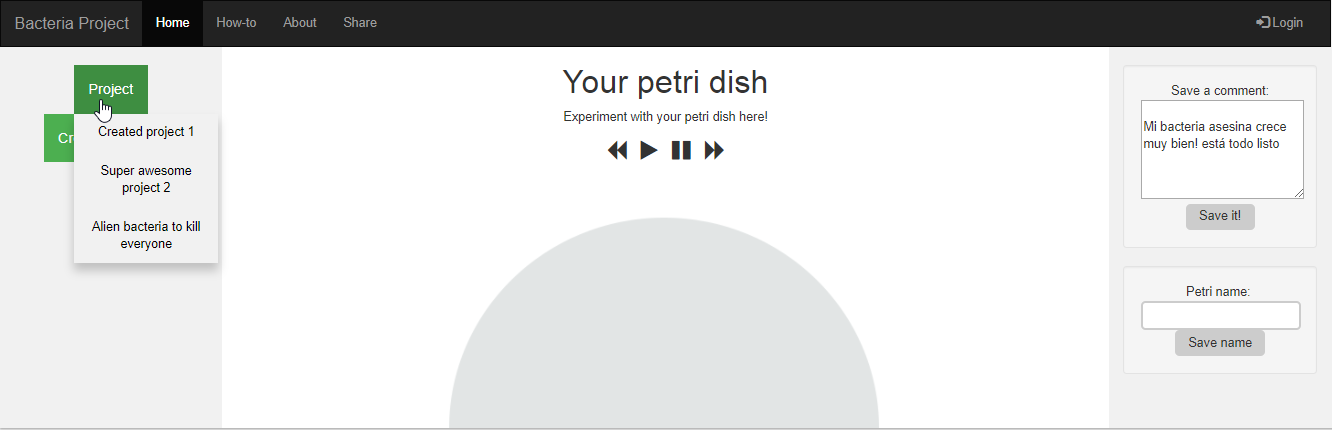 Bacteria Project Home How-to About Share Login
Project
Cr
Created project 1
Super awesome
project 2
Alien bacteria to kill
everyone
Your petri dish
Experiment with your petri dish here!
Save a comment:
Mi bacteria asesina crece
muy bien! está todo listo
Save it!
Petri name:
Save name